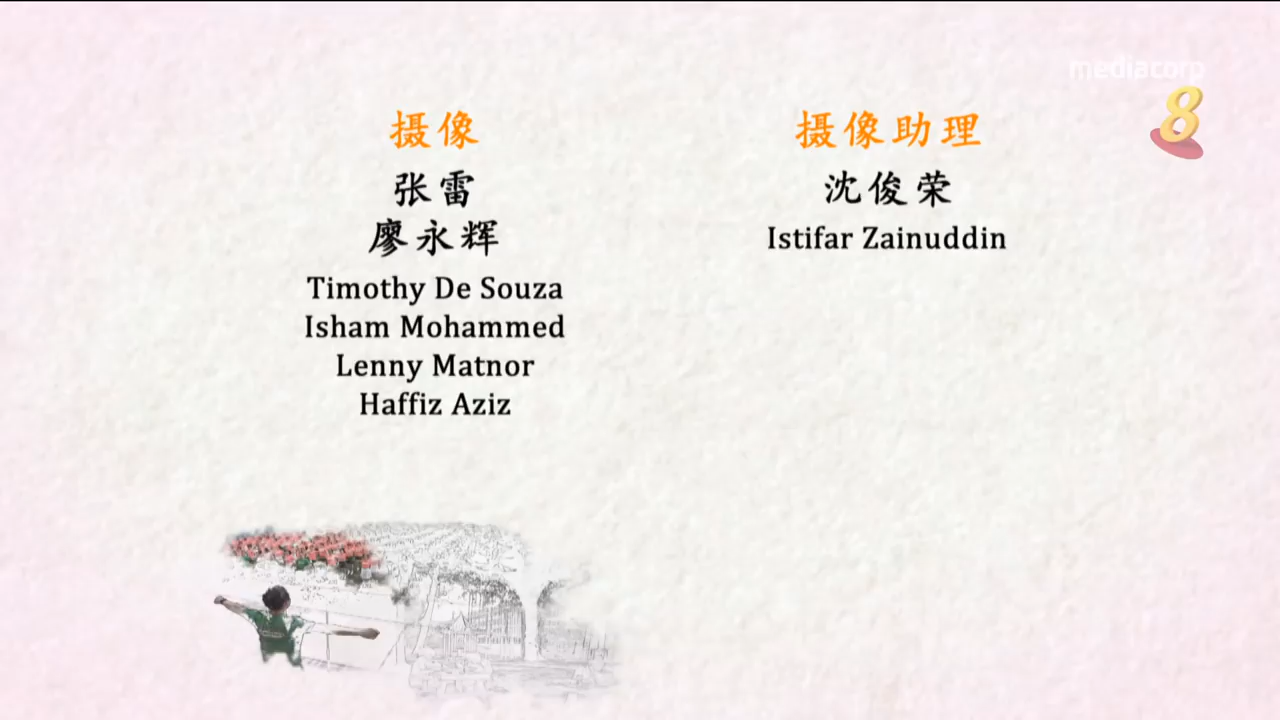 mediacorp
8
摄像
张雷
廖永辉
Timothy De Souza
Isham Mohammed
Lenny Matnor
Haffiz Aziz
摄像助理
沈俊荣
Istifar Zainuddin